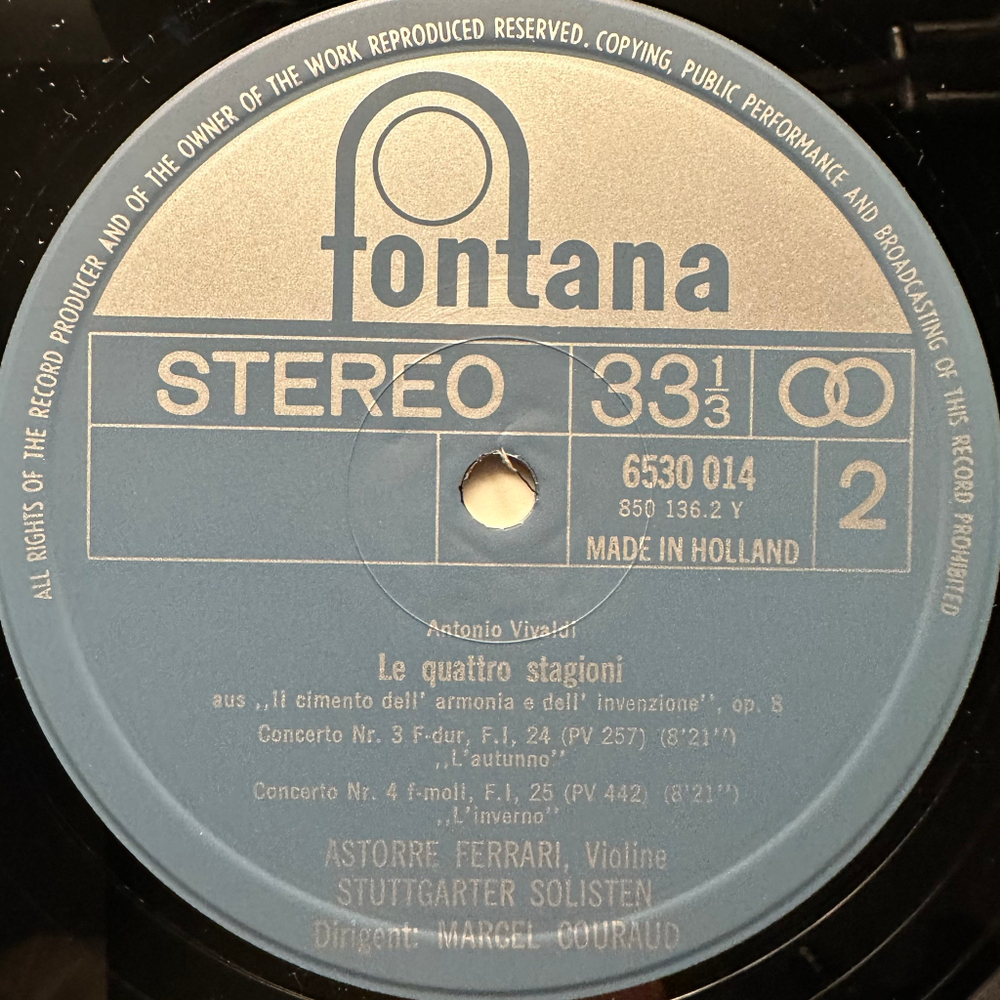 ALL RIGHTS OF THE RECORD PRODUCER AND OF THE OWNER OF THE WORK REPRODUCED RESERVED. COPYING, PUBLIC PERFORMANCE AND BROADCASTING OF THIS RECORD PROHIBITED
fontana
STEREO 33 1/3
6530 014
850 136.2 Y
MADE IN HOLLAND
2
Antonio Vivaldi
Le quattro stagioni
aus ,,Il cimento dell' armonia e dell' invenzione'', op. 8
Concerto Nr. 3 F-dur, F.I, 24 (PV 257) (8'21'')
,,L'autunno''
Concerto Nr. 4 f-moll, F.I, 25 (PV 442) (8'21'')
,,L'inverno''
ASTORRE FERRARI, Violine
STUTTGARTER SOLISTEN
Dirigent: MARCEL COURAUD